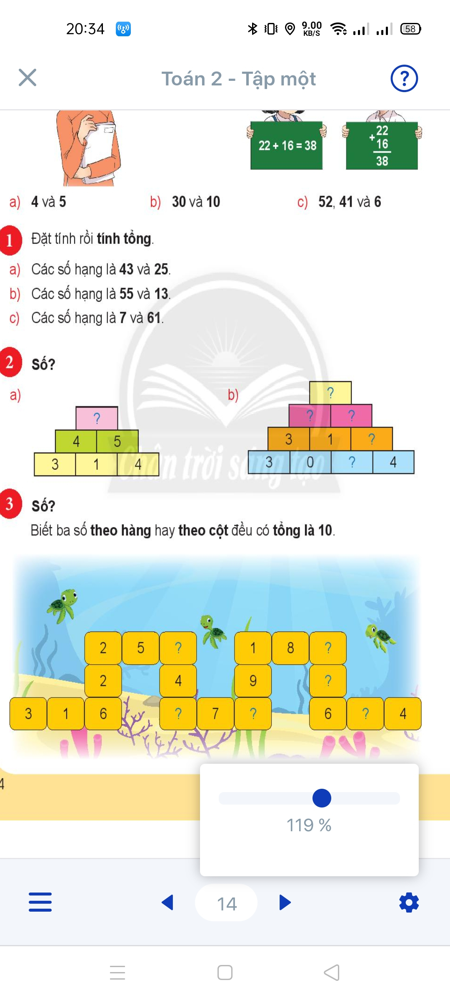 20:34 9.00 KB/S 58
Toán 2 - Tập một ?
22 + 16 = 38
22
+
16
38
a) 4 và 5 b) 30 và 10 c) 52, 41 và 6
1 Đặt tính rồi tính tổng.
a) Các số hạng là 43 và 25.
b) Các số hạng là 55 và 13.
c) Các số hạng là 7 và 61.
2 Số?
a)
?
4 5
3 1 4
b)
?
? ?
3 1 ?
3 0 ? 4
Chân trời sáng tạo
3 Số?
Biết ba số theo hàng hay theo cột đều có tổng là 10.
2 5 ? 1 8 ?
2 4 9 ?
3 1 6 ? 7 ? 6 ? 4
4
119 %
14